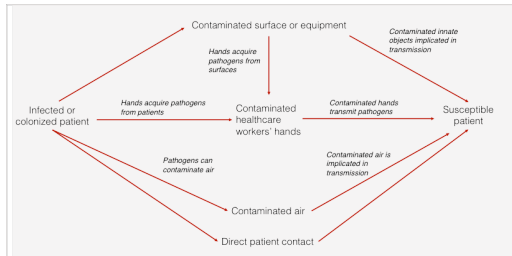 Contaminated surface or equipment
Contaminated innate
objects implicated in
transmission
Hands acquire
pathogens from
surfaces
Infected or
colonized patient
Hands acquire pathogens
from patients
Contaminated
healthcare
workers' hands
Contaminated hands
transmit pathogens
Susceptible
patient
Pathogens can
contaminate air
Contaminated air is
implicated in
transmission
Contaminated air
Direct patient contact